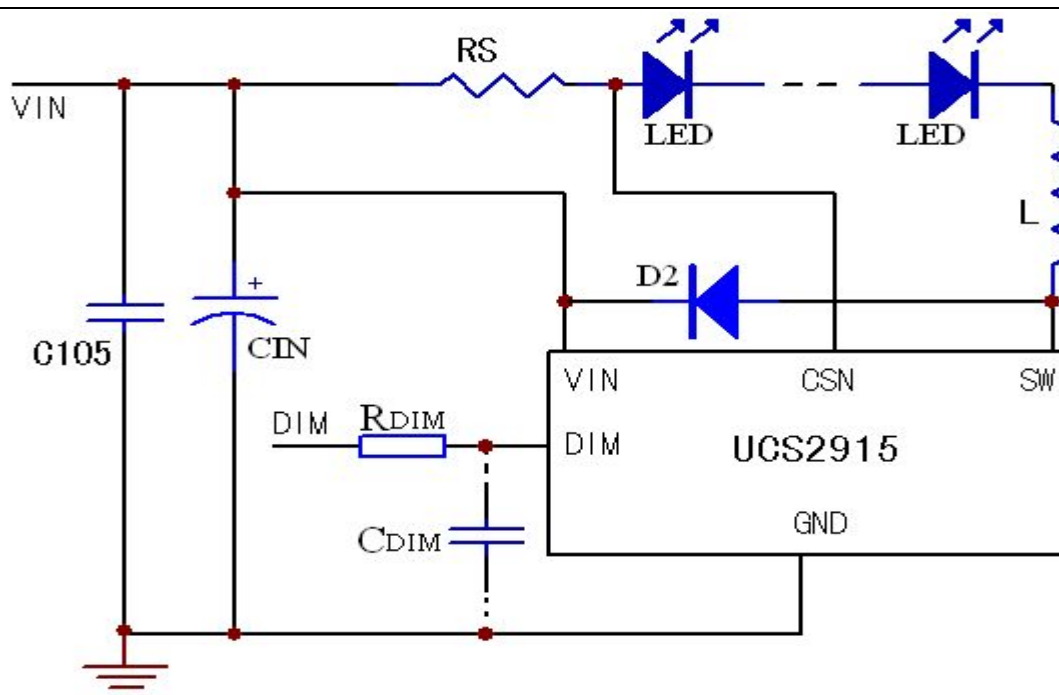 RS
VIN
LED
LED
L
D2
C105
CIN
+
VIN
CSN
SW
DIM
RDIM
DIM
UCS2915
GND
CDIM